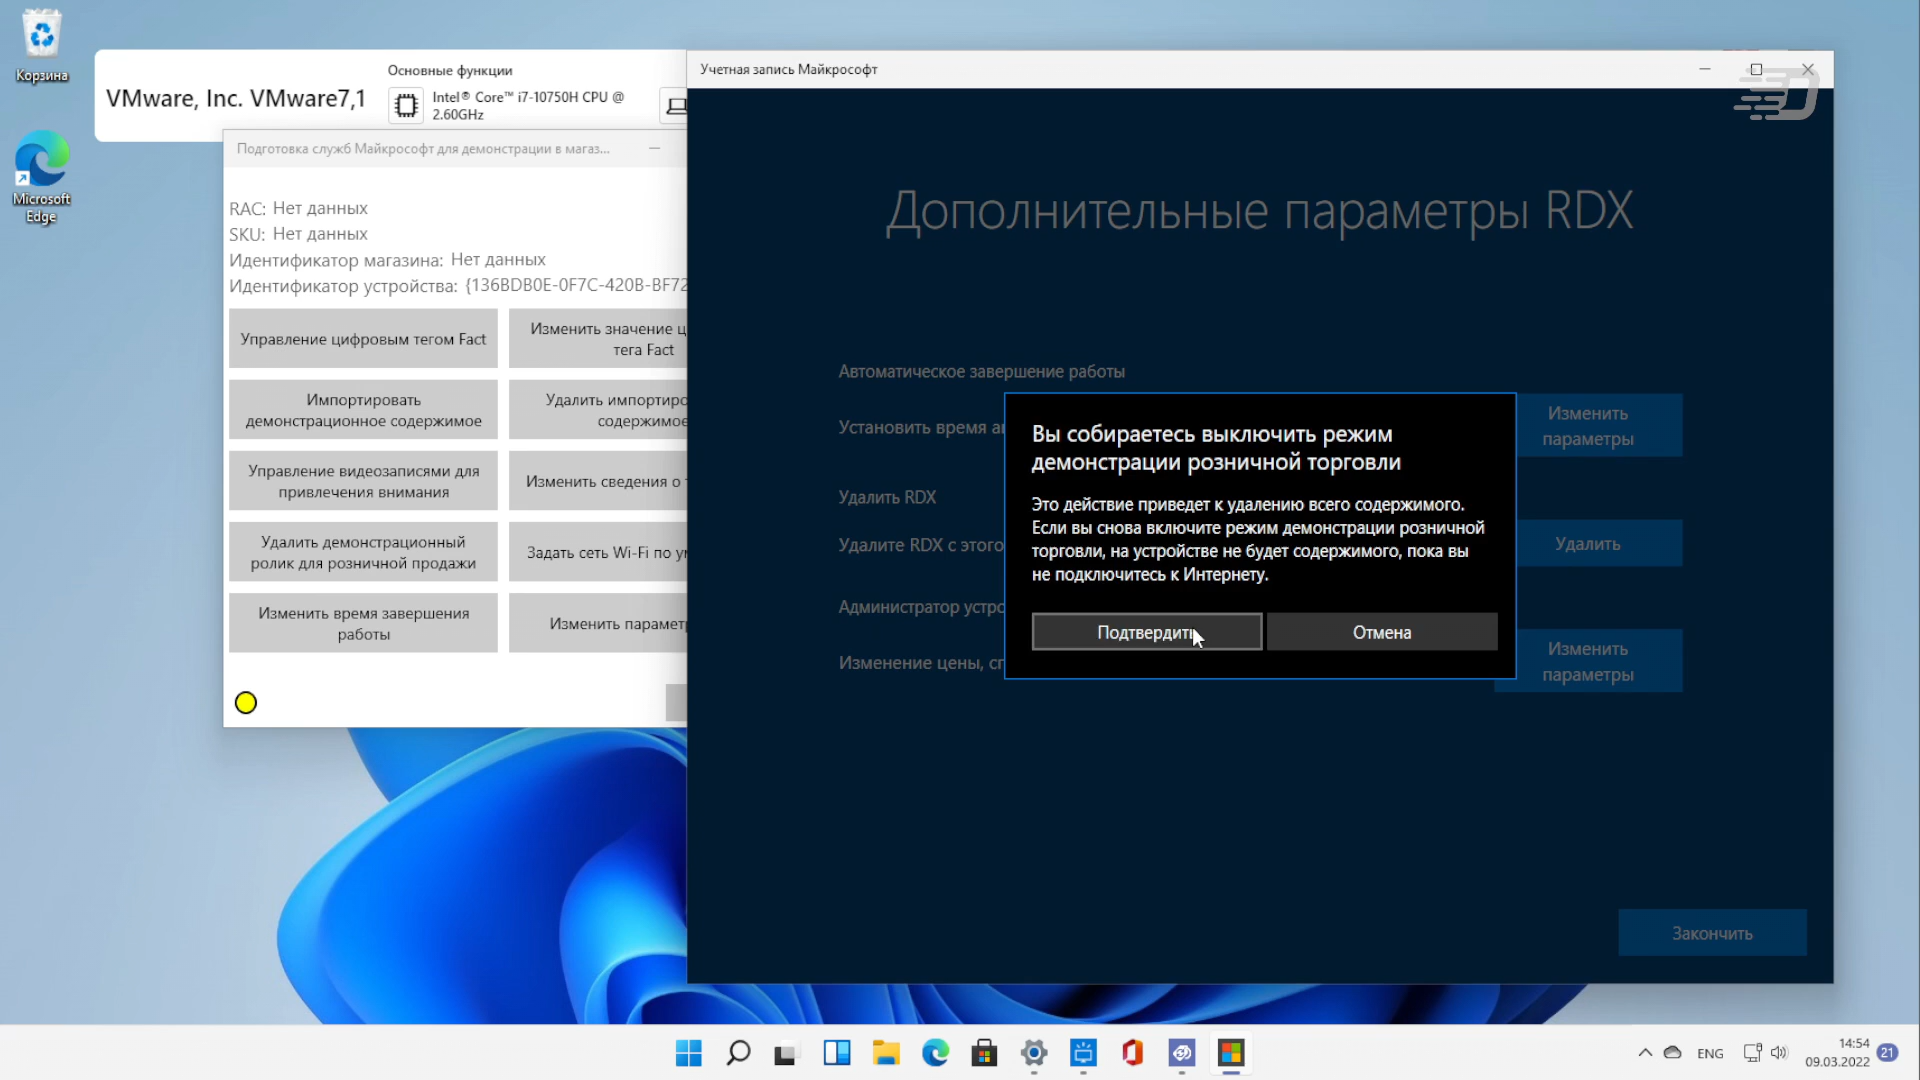 Корзина
Microsoft
Edge
VMware, Inc. VMware7,1
Основные функции
Intel® Core™ i7-10750H CPU @
2.60GHz
Подготовка служб Майкрософт для демонстрации в магаз...
RAC: Нет данных
SKU: Нет данных
Идентификатор магазина: Нет данных
Идентификатор устройства: {136BDB0E-0F7C-420B-BF72
Управление цифровым тегом Fact
Изменить значение ц
тега Fact
Импортировать
демонстрационное содержимое
Удалить импортиро
содержимое
Управление видеозаписями для
привлечения внимания
Изменить сведения о
Удалить демонстрационный
ролик для розничной продажи
Задать сеть Wi-Fi по ум
Изменить время завершения
работы
Изменить параметр
Учетная запись Майкрософт
Дополнительные параметры RDX
Автоматическое завершение работы
Установить время ав
Изменить
параметры
Удалить RDX
Удалите RDX с этого
Удалить
Администратор устро
Изменение цены, сп
Изменить
параметры
Вы собираетесь выключить режим
демонстрации розничной торговли
Это действие приведет к удалению всего содержимого.
Если вы снова включите режим демонстрации розничной
торговли, на устройстве не будет содержимого, пока вы
не подключитесь к Интернету.
Подтвердить
Отмена
Закончить
ENG
14:54
09.03.2022
21